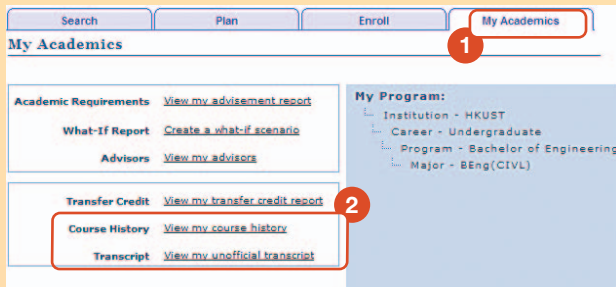 Search Plan Enroll My Academics
1
My Academics
Academic Requirements View my advisement report
What-If Report Create a what-if scenario
Advisors View my advisors
Transfer Credit View my transfer credit report
2
Course History View my course history
Transcript View my unofficial transcript
My Program:
Institution - HKUST
Career - Undergraduate
Program - Bachelor of Engineering
Major - BEng(CIVL)